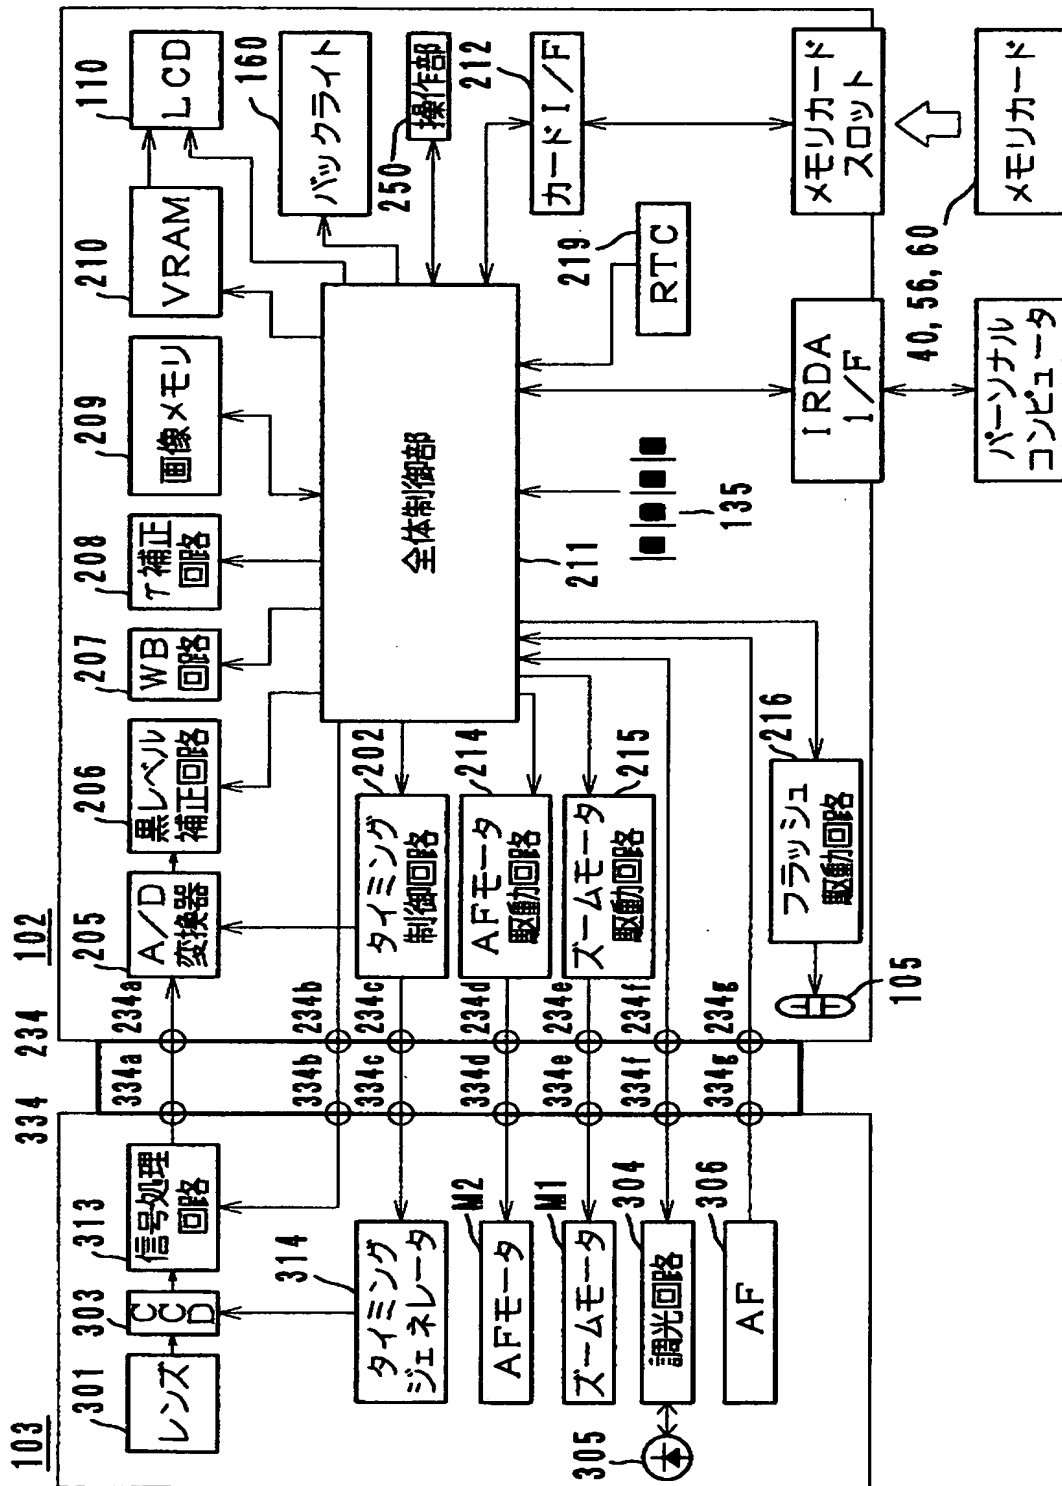 103
301
レンズ
303
CCD
313
信号処理
回路
314
タイミング
ジェネレータ
M2
AFモータ
M1
ズームモータ
304
調光回路
305
306
AF
334
234
334a
234a
334b
234b
334c
234c
334d
234d
334e
234e
334f
234f
334g
234g
102
205
A/D
変換器
206
黒レベル
補正回路
207
WB
回路
208
γ補正
回路
209
画像メモリ
210
VRAM
110
LCD
160
バックライト
250
操作部
212
カードI/F
202
タイミング
制御回路
214
AFモータ
駆動回路
215
ズームモータ
駆動回路
全体制御部
211
135
219
RTC
216
フラッシュ
駆動回路
105
IRDA
I/F
メモリカード
スロット
40,56,60
パーソナル
コンピュータ
メモリカード